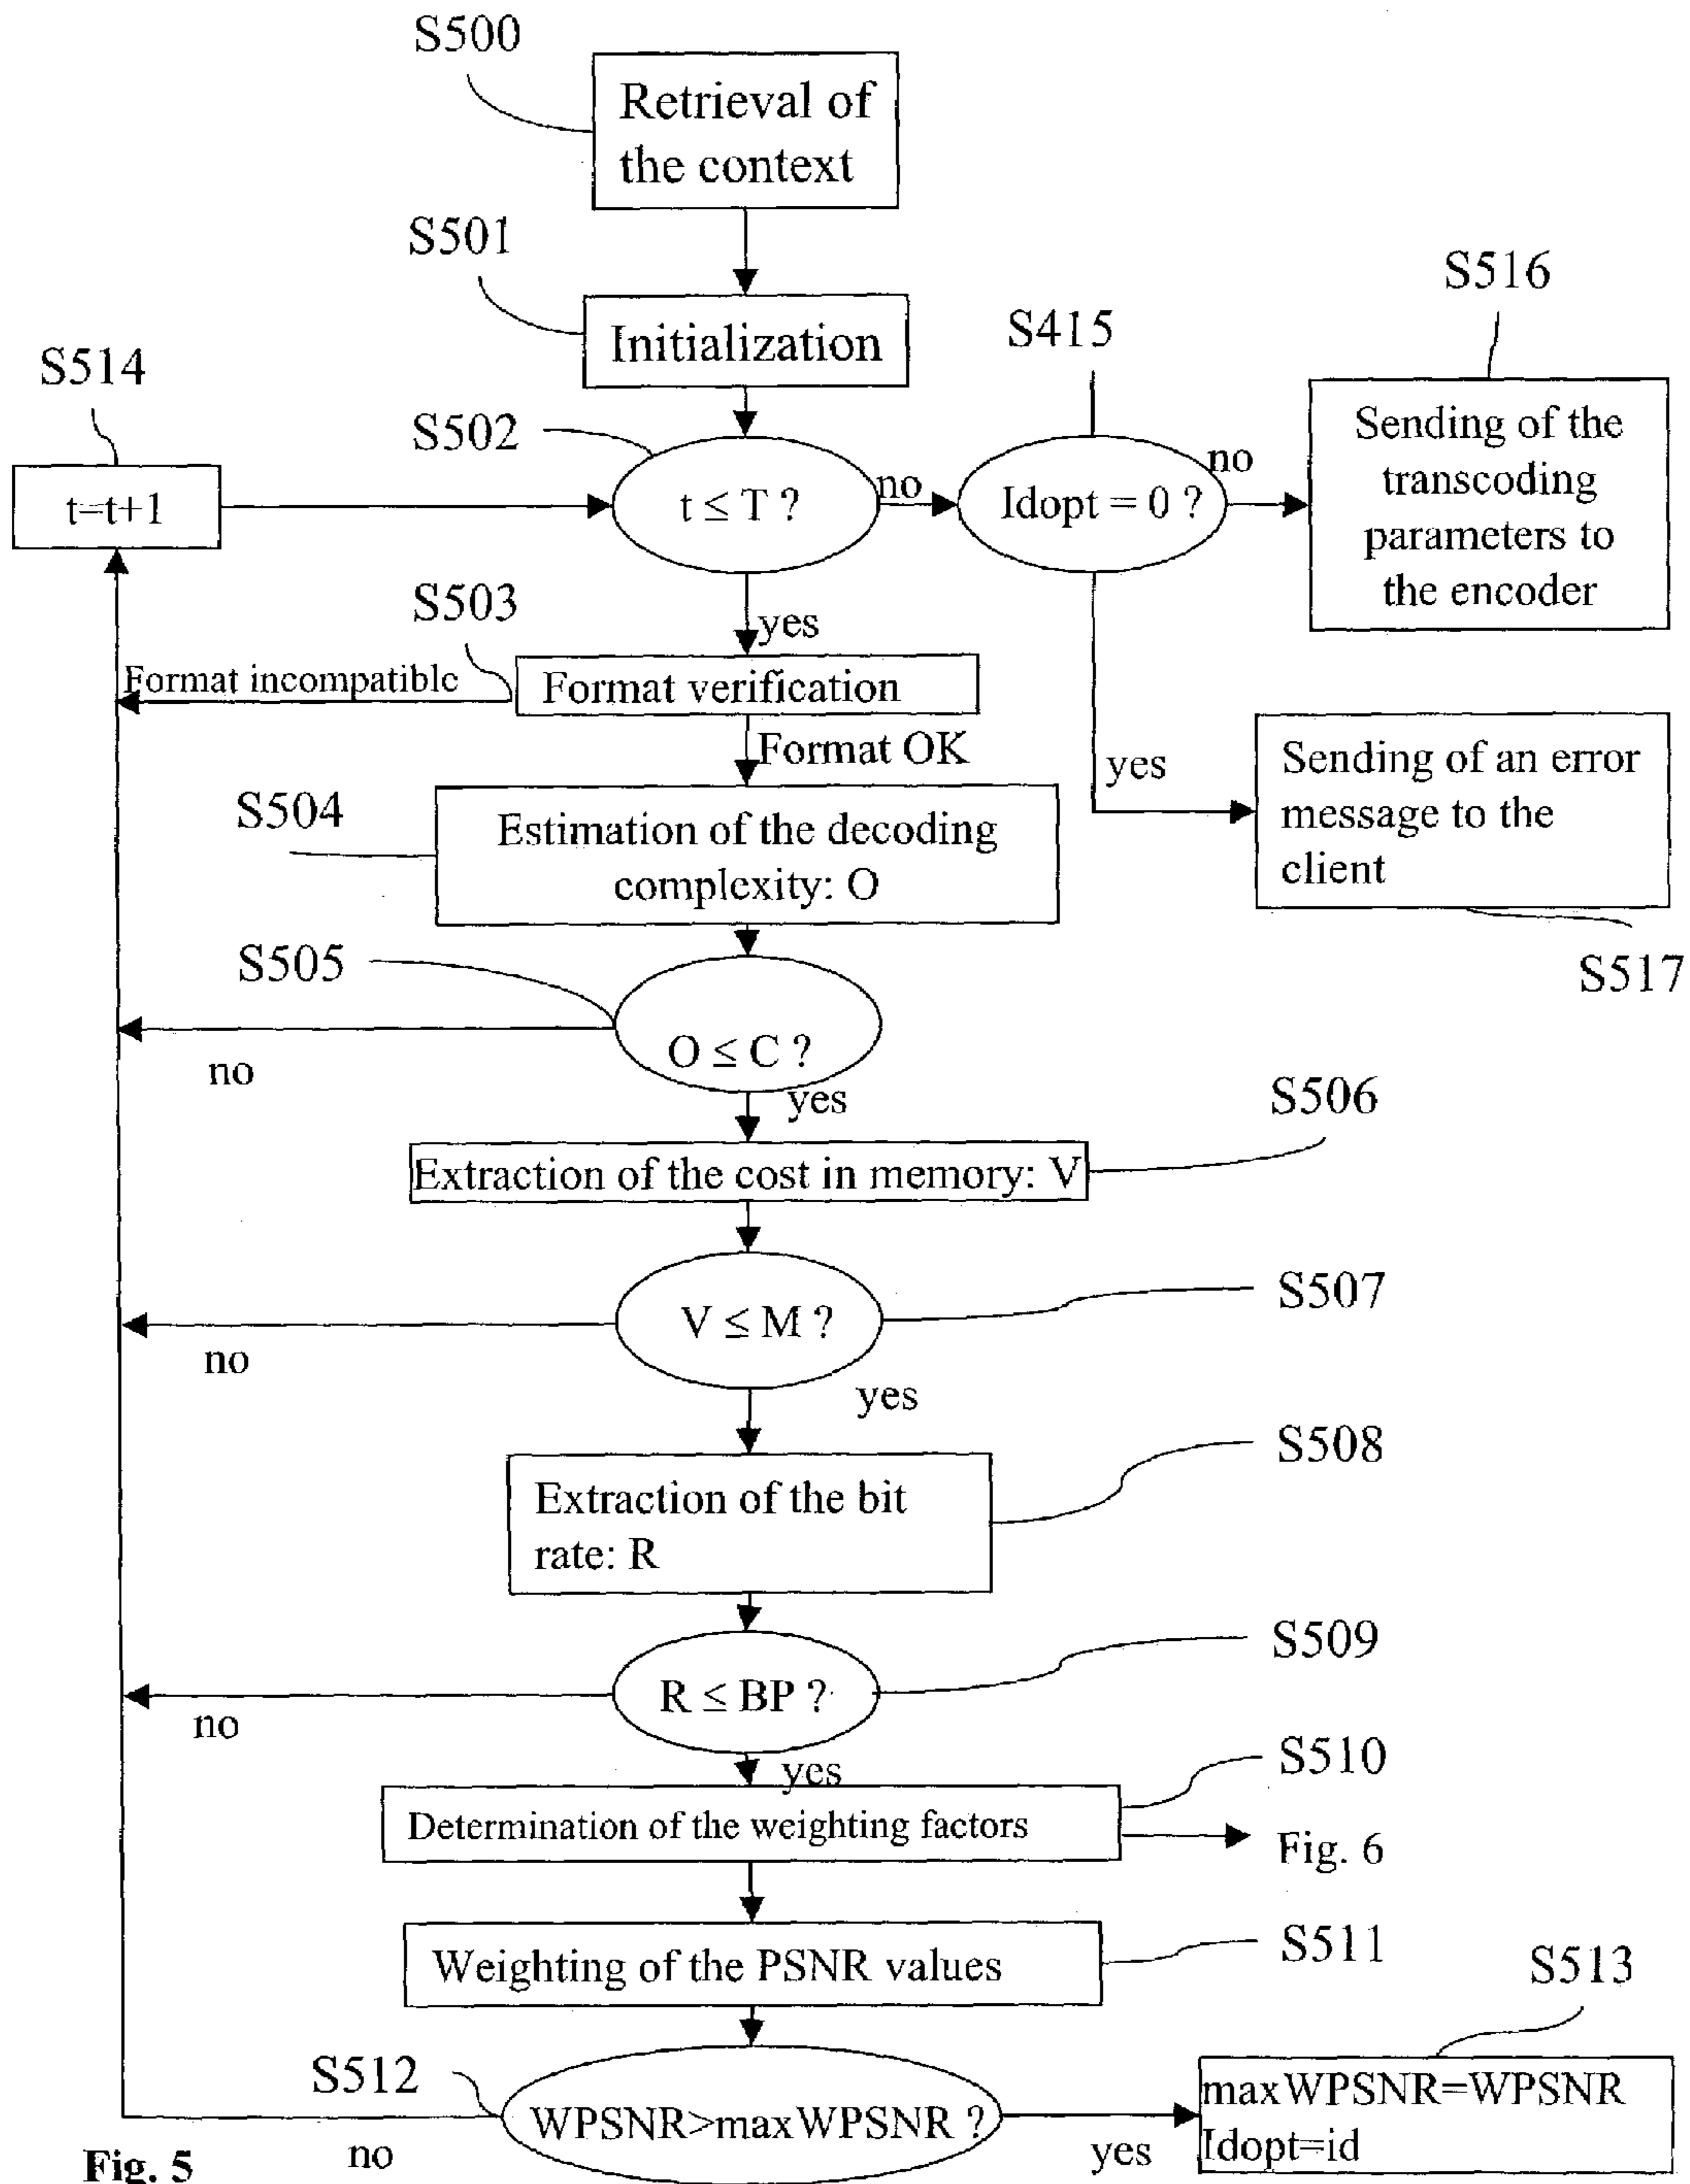 S500
Retrieval of
the context
S501
Initialization
S516
S415
S514
S502
t=t+1
t ≤ T ?
no
Idopt = 0 ?
no
Sending of the
transcoding
parameters to
the encoder
yes
S503
Format incompatible
Format verification
Format OK
yes
Sending of an error
message to the
client
S517
S504
Estimation of the decoding
complexity: O
S505
O ≤ C ?
no
yes
S506
Extraction of the cost in memory: V
S507
V ≤ M ?
no
yes
S508
Extraction of the bit
rate: R
S509
R ≤ BP ?
no
yes
S510
Determination of the weighting factors
Fig. 6
S511
Weighting of the PSNR values
S513
S512
WPSNR>maxWPSNR ?
no
yes
maxWPSNR=WPSNR
Idopt=id
Fig. 5